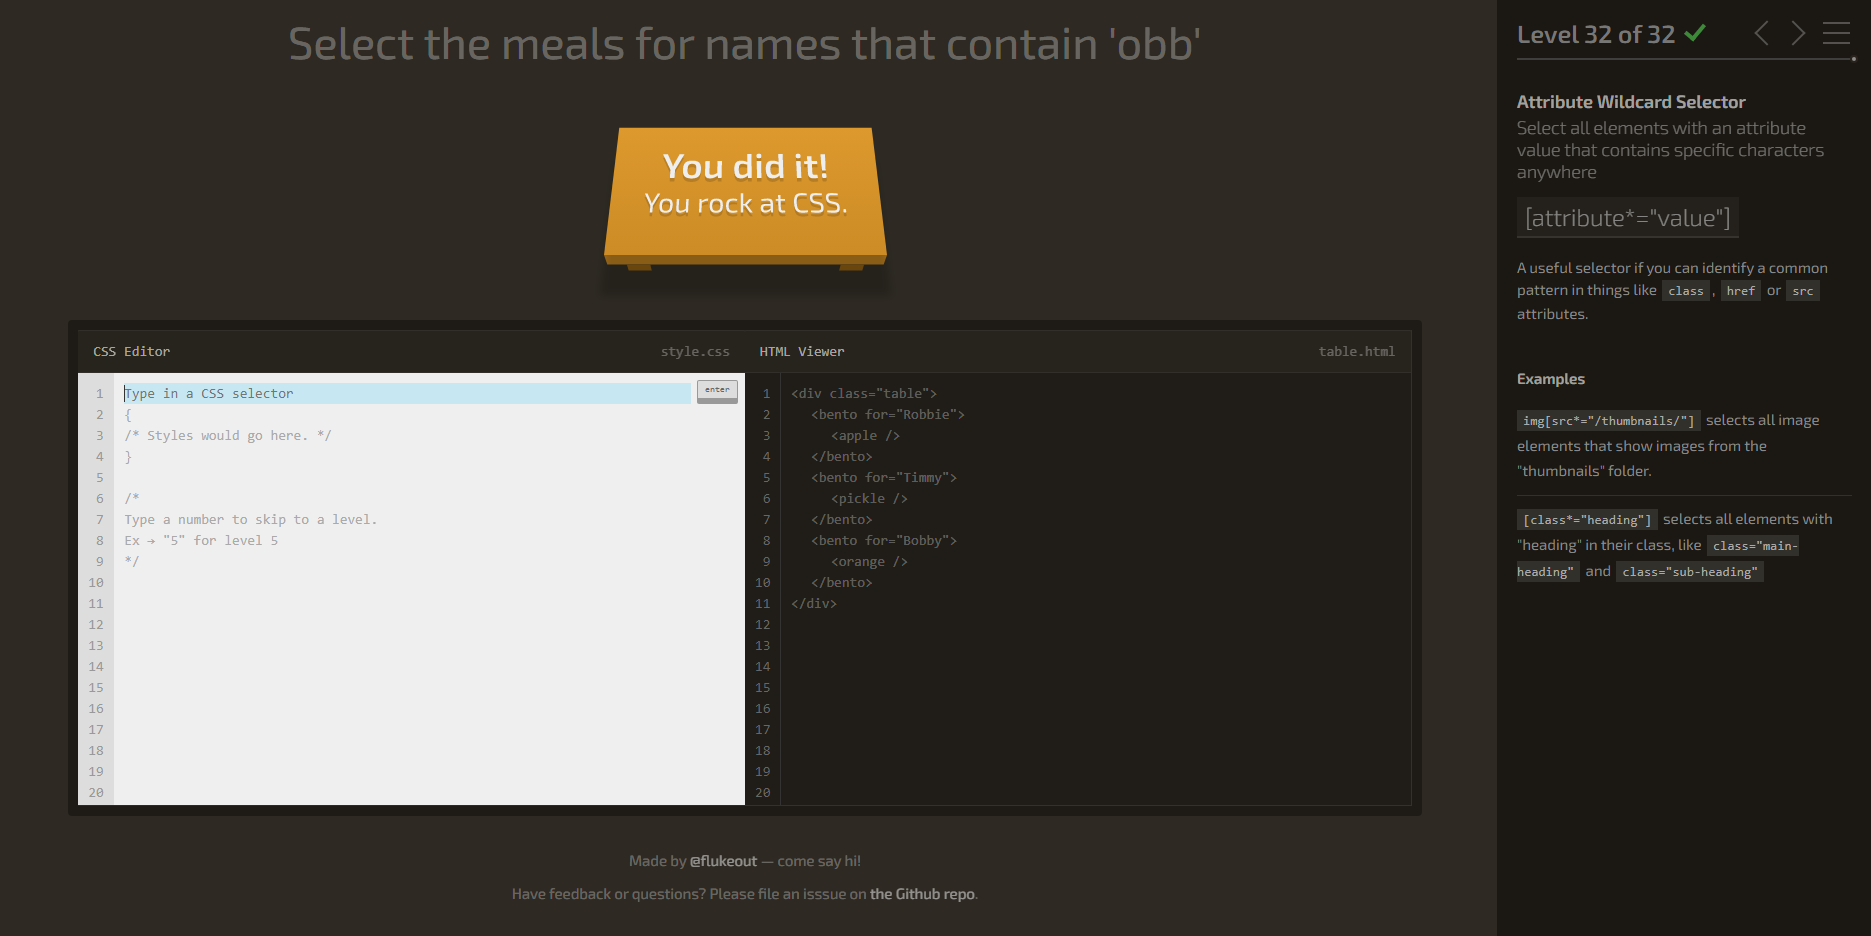 Select the meals for names that contain 'obb'
You did it!
You rock at CSS.
CSS Editor style.css
1 Type in a CSS selector enter
2 {
3 /* Styles would go here. */
4 }
5
6 /*
7 Type a number to skip to a level.
8 Ex → "5" for level 5
9 */
10
11
12
13
14
15
16
17
18
19
20
HTML Viewer table.html
1 <div class="table">
2 <bento for="Robbie">
3 <apple />
4 </bento>
5 <bento for="Timmy">
6 <pickle />
7 </bento>
8 <bento for="Bobby">
9 <orange />
10 </bento>
11 </div>
12
13
14
15
16
17
18
19
20
Made by @flukeout — come say hi!
Have feedback or questions? Please file an isssue on the Github repo.
Level 32 of 32 ✓
Attribute Wildcard Selector
Select all elements with an attribute
value that contains specific characters
anywhere
[attribute*="value"]
A useful selector if you can identify a common
pattern in things like class, href or src
attributes.
Examples
img[src*="/thumbnails/"] selects all image
elements that show images from the
"thumbnails" folder.
[class*="heading"] selects all elements with
"heading" in their class, like class="main-
heading" and class="sub-heading"